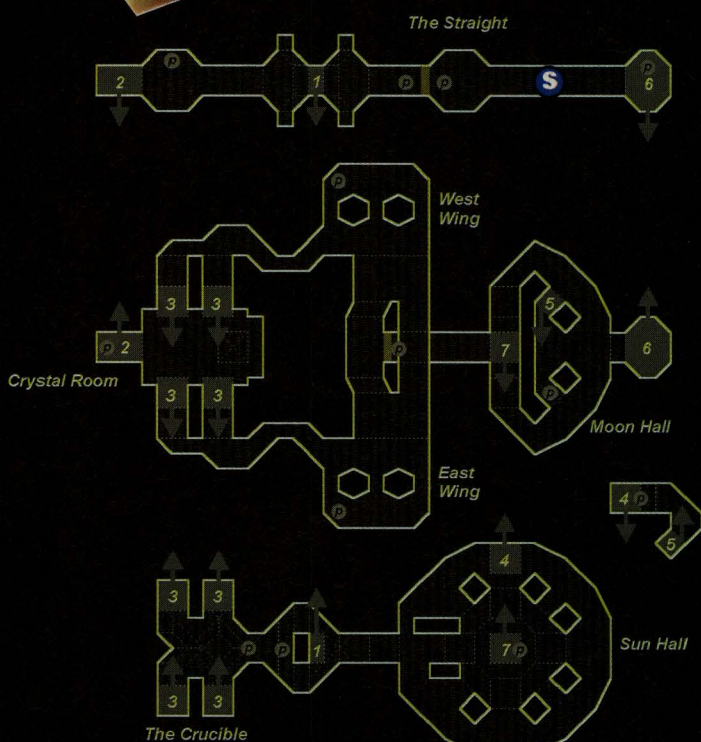 The Straight
P
2
1
P
P
S
P
6
P
West
Wing
3
3
5
P
2
P
7
6
Crystal Room
3
3
P
Moon Hall
East
Wing
P
4
P
5
4
3
3
P
P
1
7
P
Sun Hall
3
3
The Crucible